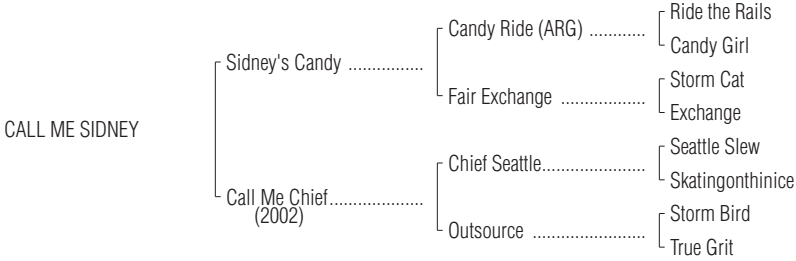 Ride the Rails
Candy Ride (ARG) ............
Candy Girl
Sidney's Candy ................
Storm Cat
Fair Exchange ..................
Exchange
CALL ME SIDNEY
Seattle Slew
Chief Seattle......................
Skatingonthinice
Call Me Chief....................
(2002)
Storm Bird
Outsource ........................
True Grit